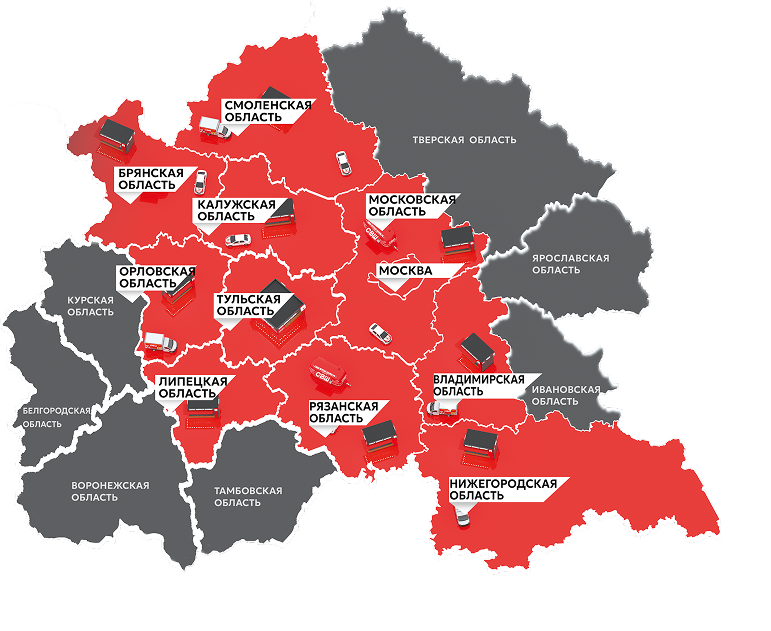 СМОЛЕНСКАЯ
ОБЛАСТЬ
ТВЕРСКАЯ ОБЛАСТЬ
БРЯНСКАЯ
ОБЛАСТЬ
КАЛУЖСКАЯ
ОБЛАСТЬ
МОСКОВСКАЯ
ОБЛАСТЬ
МОСКВА
ЯРОСЛАВСКАЯ
ОБЛАСТЬ
ОРЛОВСКАЯ
ОБЛАСТЬ
КУРСКАЯ
ОБЛАСТЬ
ТУЛЬСКАЯ
ОБЛАСТЬ
ЛИПЕЦКАЯ
ОБЛАСТЬ
ВЛАДИМИРСКАЯ
ОБЛАСТЬ
ИВАНОВСКАЯ
ОБЛАСТЬ
БЕЛГОРОДСКАЯ
ОБЛАСТЬ
РЯЗАНСКАЯ
ОБЛАСТЬ
ВОРОНЕЖСКАЯ
ОБЛАСТЬ
ТАМБОВСКАЯ
ОБЛАСТЬ
НИЖЕГОРОДСКАЯ
ОБЛАСТЬ